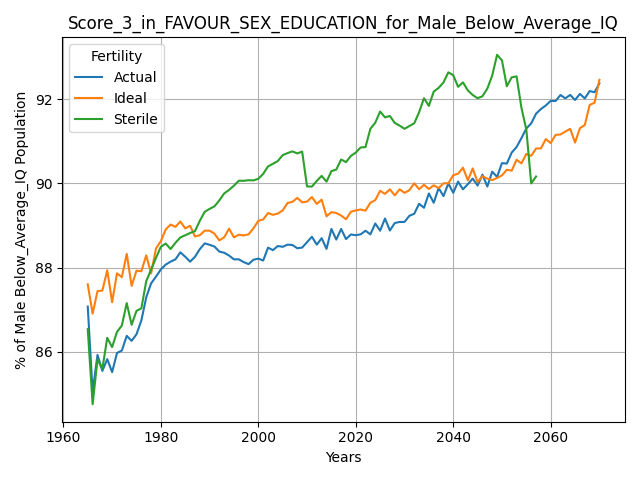 Score_3_in_FAVOUR_SEX_EDUCATION_for_Male_Below_Average_IQ
Fertility
Actual
Ideal
Sterile
% of Male Below_Average_IQ Population
92
90
88
86
1960
1980
2000
2020
2040
2060
Years